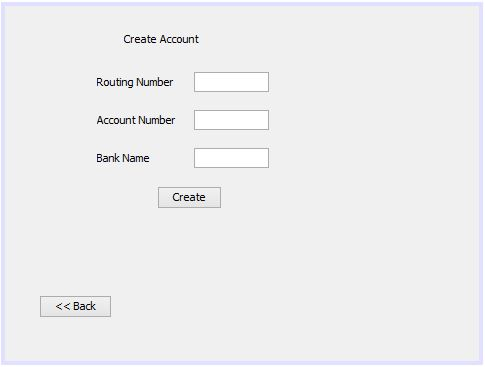 Create Account
Routing Number
Account Number
Bank Name
Create
<< Back